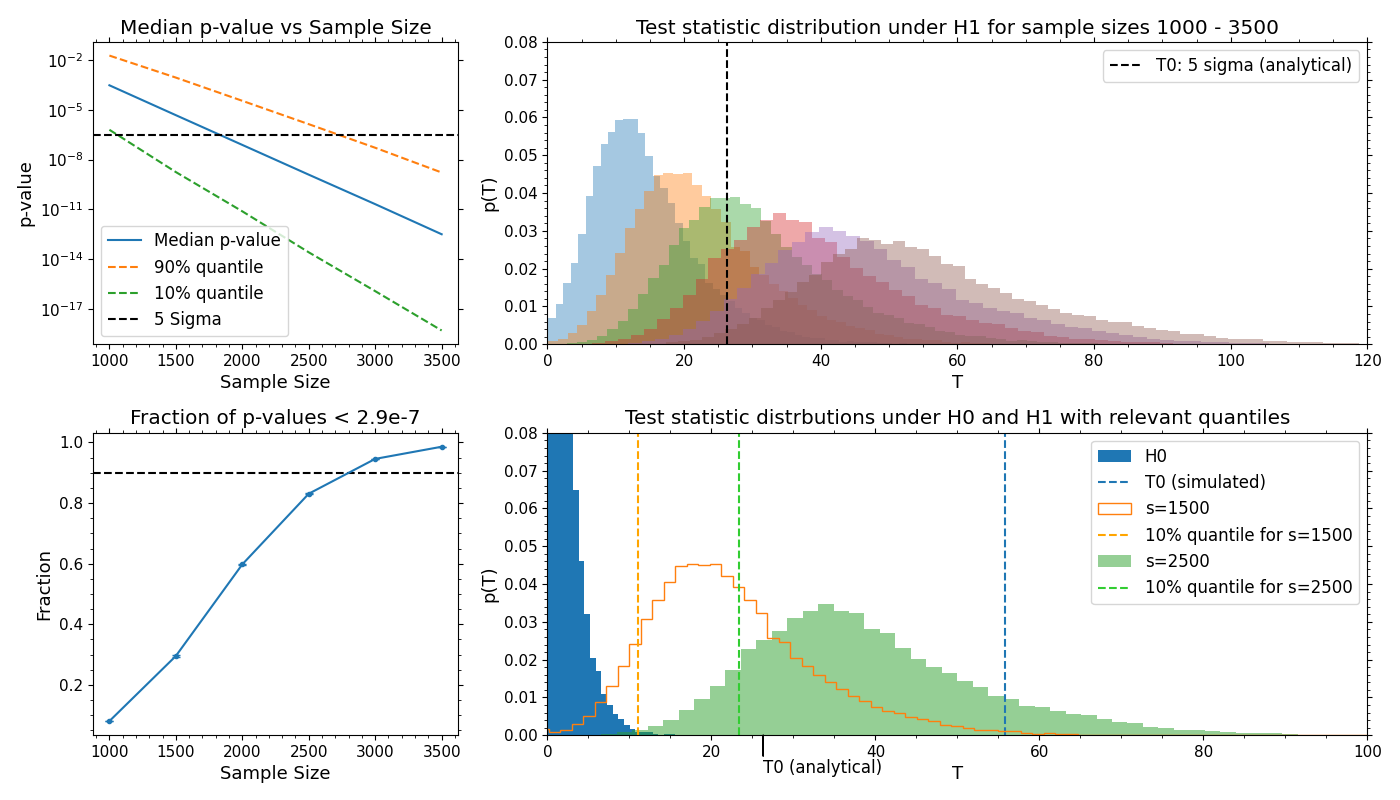 Median p-value vs Sample Size
10⁻²
10⁻⁵
10⁻⁸
10⁻¹¹
10⁻¹⁴
10⁻¹⁷
p-value
Median p-value
90% quantile
10% quantile
5 Sigma
1000 1500 2000 2500 3000 3500
Sample Size
Test statistic distribution under H1 for sample sizes 1000 - 3500
0.08
0.07
0.06
0.05
0.04
0.03
0.02
0.01
0.00
p(T)
T0: 5 sigma (analytical)
0 20 40 60 80 100 120
T
Fraction of p-values < 2.9e-7
1.0
0.8
0.6
0.4
0.2
Fraction
1000 1500 2000 2500 3000 3500
Sample Size
Test statistic distrbutions under H0 and H1 with relevant quantiles
0.08
0.07
0.06
0.05
0.04
0.03
0.02
0.01
0.00
p(T)
H0
T0 (simulated)
s=1500
10% quantile for s=1500
s=2500
10% quantile for s=2500
0 20 40 60 80 100
T0 (analytical)
T